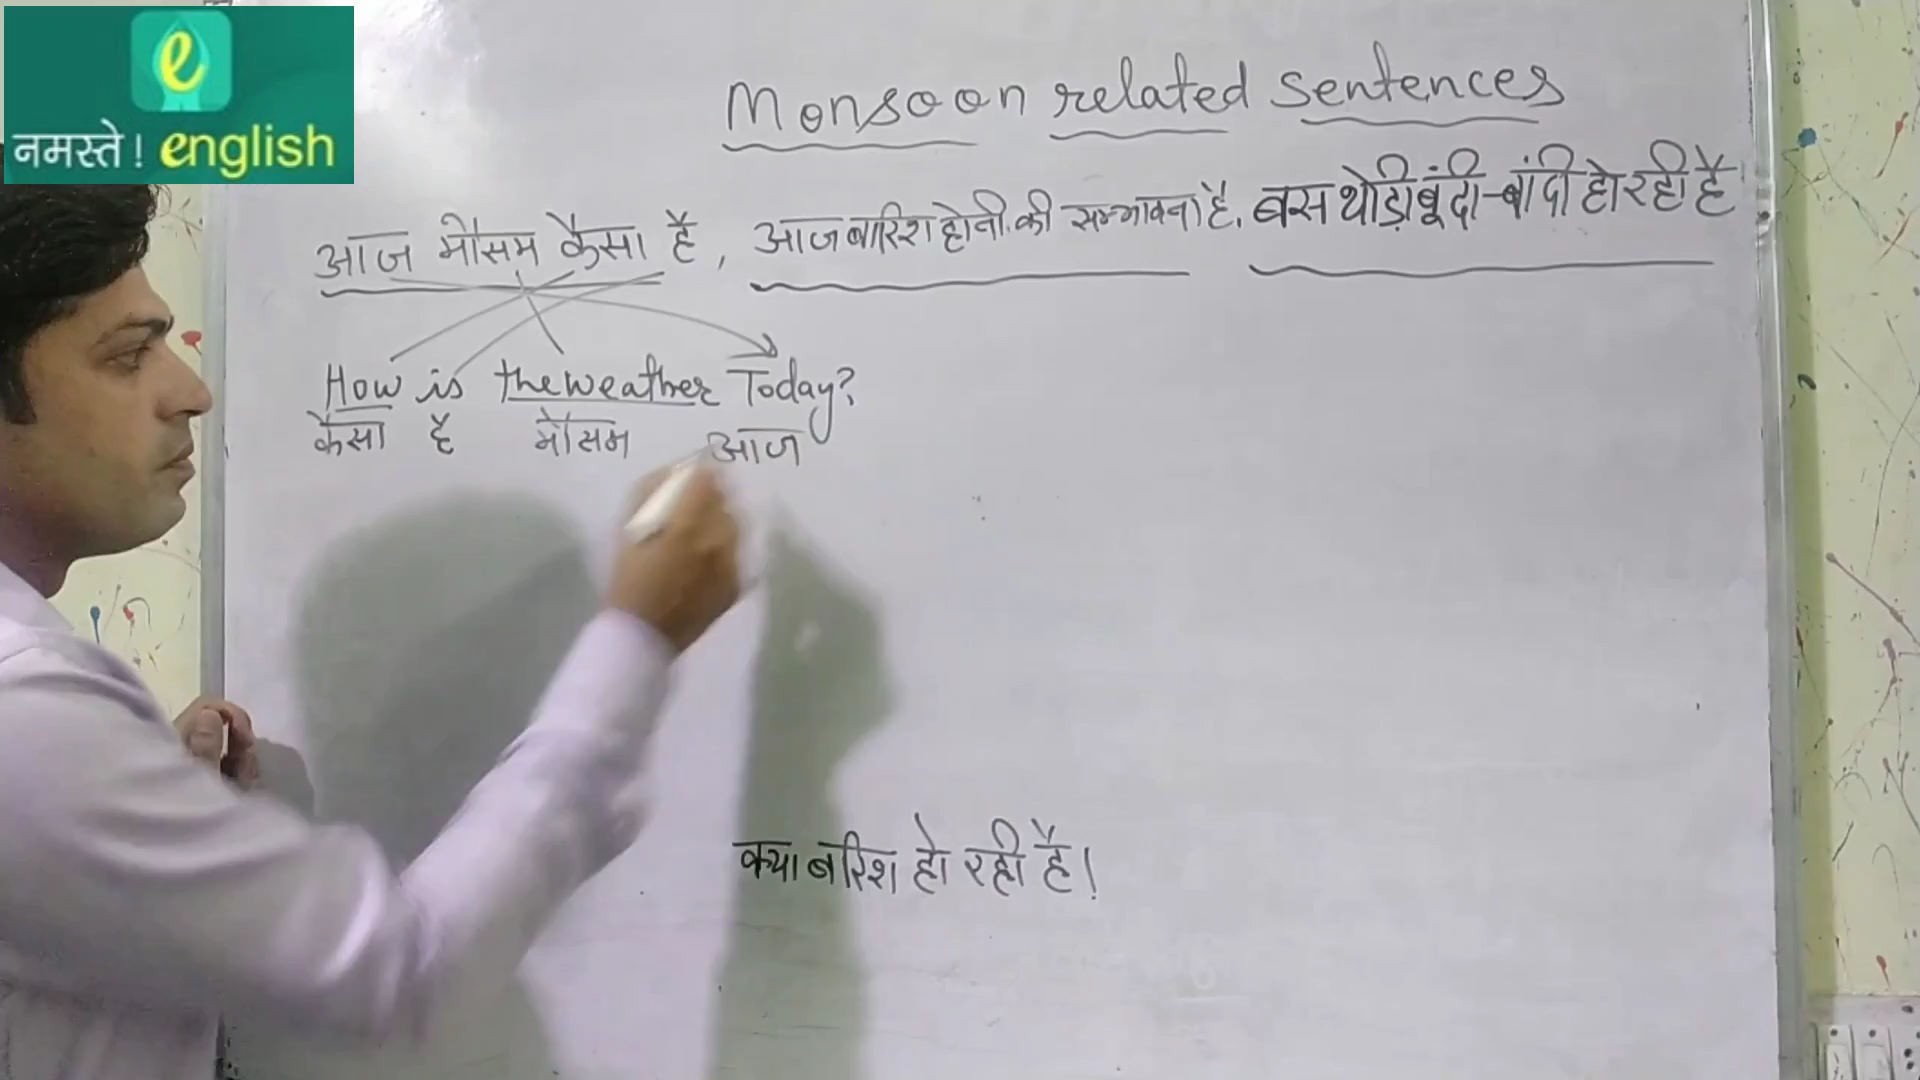 e
नमस्ते ! english
Monsoon related sentences
आज मौसम कैसा है, आज बारिश होनी की सम्भावना है. बस थोड़ी बूंदी-बांदी हो रही है
How is the weather Today?
कैसा है मौसम आज
क्या बरिश हो रही है!